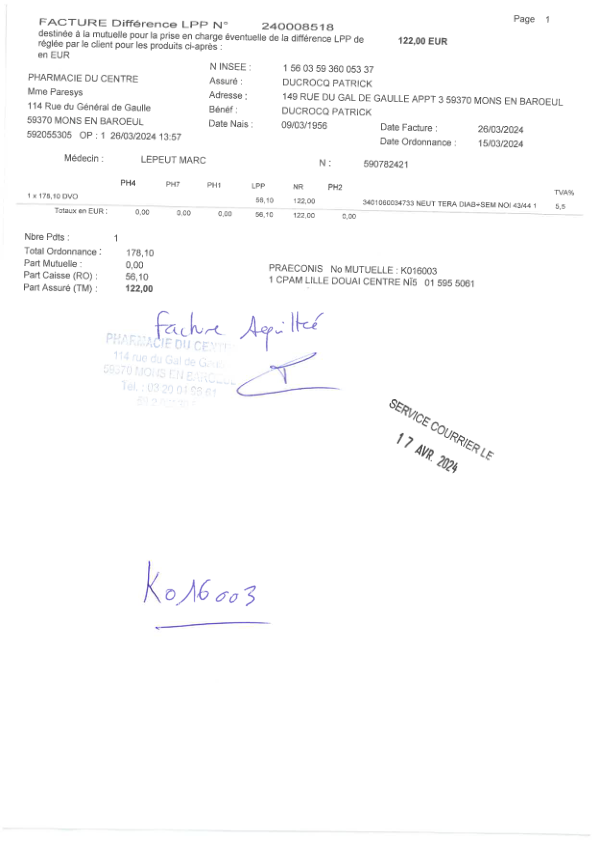 FACTURE Différence LPP N° 240008518
Page 1
destinée à la mutuelle pour la prise en charge éventuelle de la différence LPP de 122,00 EUR
réglée par le client pour les produits ci-après :
en EUR
N INSEE : 1 56 03 59 360 053 37
PHARMACIE DU CENTRE
Assuré : DUCROCQ PATRICK
Mme Paresys
Adresse : 149 RUE DU GAL DE GAULLE APPT 3 59370 MONS EN BAROEUL
114 Rue du Général de Gaulle
Bénéf : DUCROCQ PATRICK
59370 MONS EN BAROEUL
Date Nais : 09/03/1956
Date Facture : 26/03/2024
592055305 OP : 1 26/03/2024 13:57
Date Ordonnance : 15/03/2024
Médecin : LEPEUT MARC N : 590782421
PH4 PH7 PH1 LPP NR PH2 TVA%
1 x 178,10 DVO 56,10 122,00 3401060034733 NEUT TERA DIAB+SEM NOI 43/44 1 5,5
Totaux en EUR : 0,00 0,00 0,00 56,10 122,00 0,00
Nbre Pdts : 1
Total Ordonnance : 178,10
Part Mutuelle : 0,00
Part Caisse (RO) : 56,10
Part Assuré (TM) : 122,00
PRAECONIS No MUTUELLE : K016003
1 CPAM LILLE DOUAI CENTRE NÏ5 01 595 5061
Facture Aquittée
PHARMACIE DU CENT
114 rue du Gal de Gaulle
59370 MONS EN BAROEUL
Tél. : 03 20 04 98 61
SERVICE COURRIER LE
17 AVR. 2024
K016003